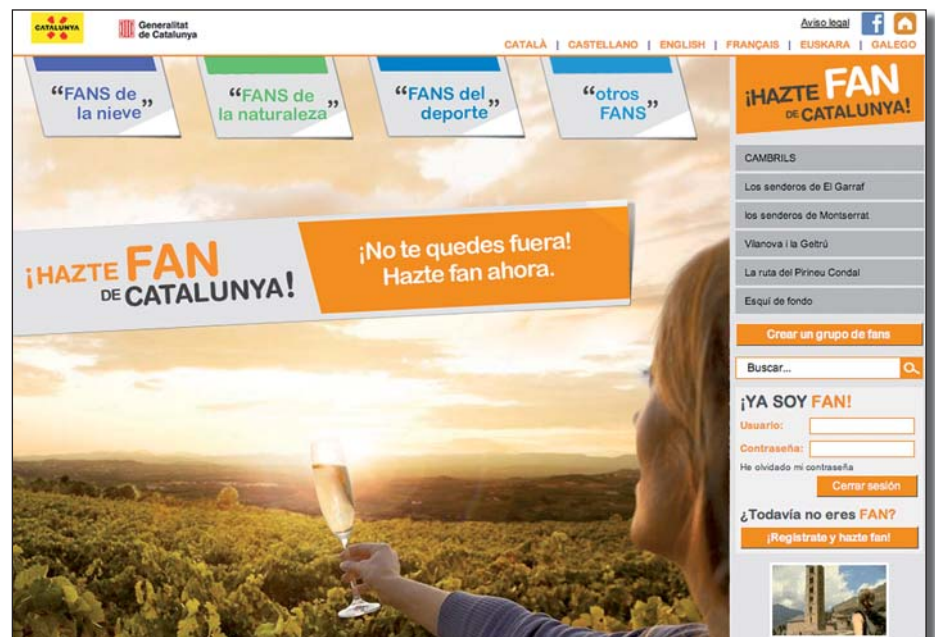 CATALUNYA
Generalitat
de Catalunya
Aviso legal
CATALÀ | CASTELLANO | ENGLISH | FRANÇAIS | EUSKARA | GALEGO
“FANS de
la nieve”
“FANS de
la naturaleza”
“FANS del
deporte”
“otros
FANS”
¡HAZTE FAN
DE CATALUNYA!
¡No te quedes fuera!
Hazte fan ahora.
¡HAZTE FAN
DE CATALUNYA!
CAMBRILS
Los senderos de El Garraf
los senderos de Montserrat
Vilanova i la Geltrú
La ruta del Pirineu Condal
Esquí de fondo
Crear un grupo de fans
Buscar...
¡YA SOY FAN!
Usuario:
Contraseña:
He olvidado mi contraseña
Cerrar sesión
¿Todavía no eres FAN?
¡Regístrate y hazte fan!